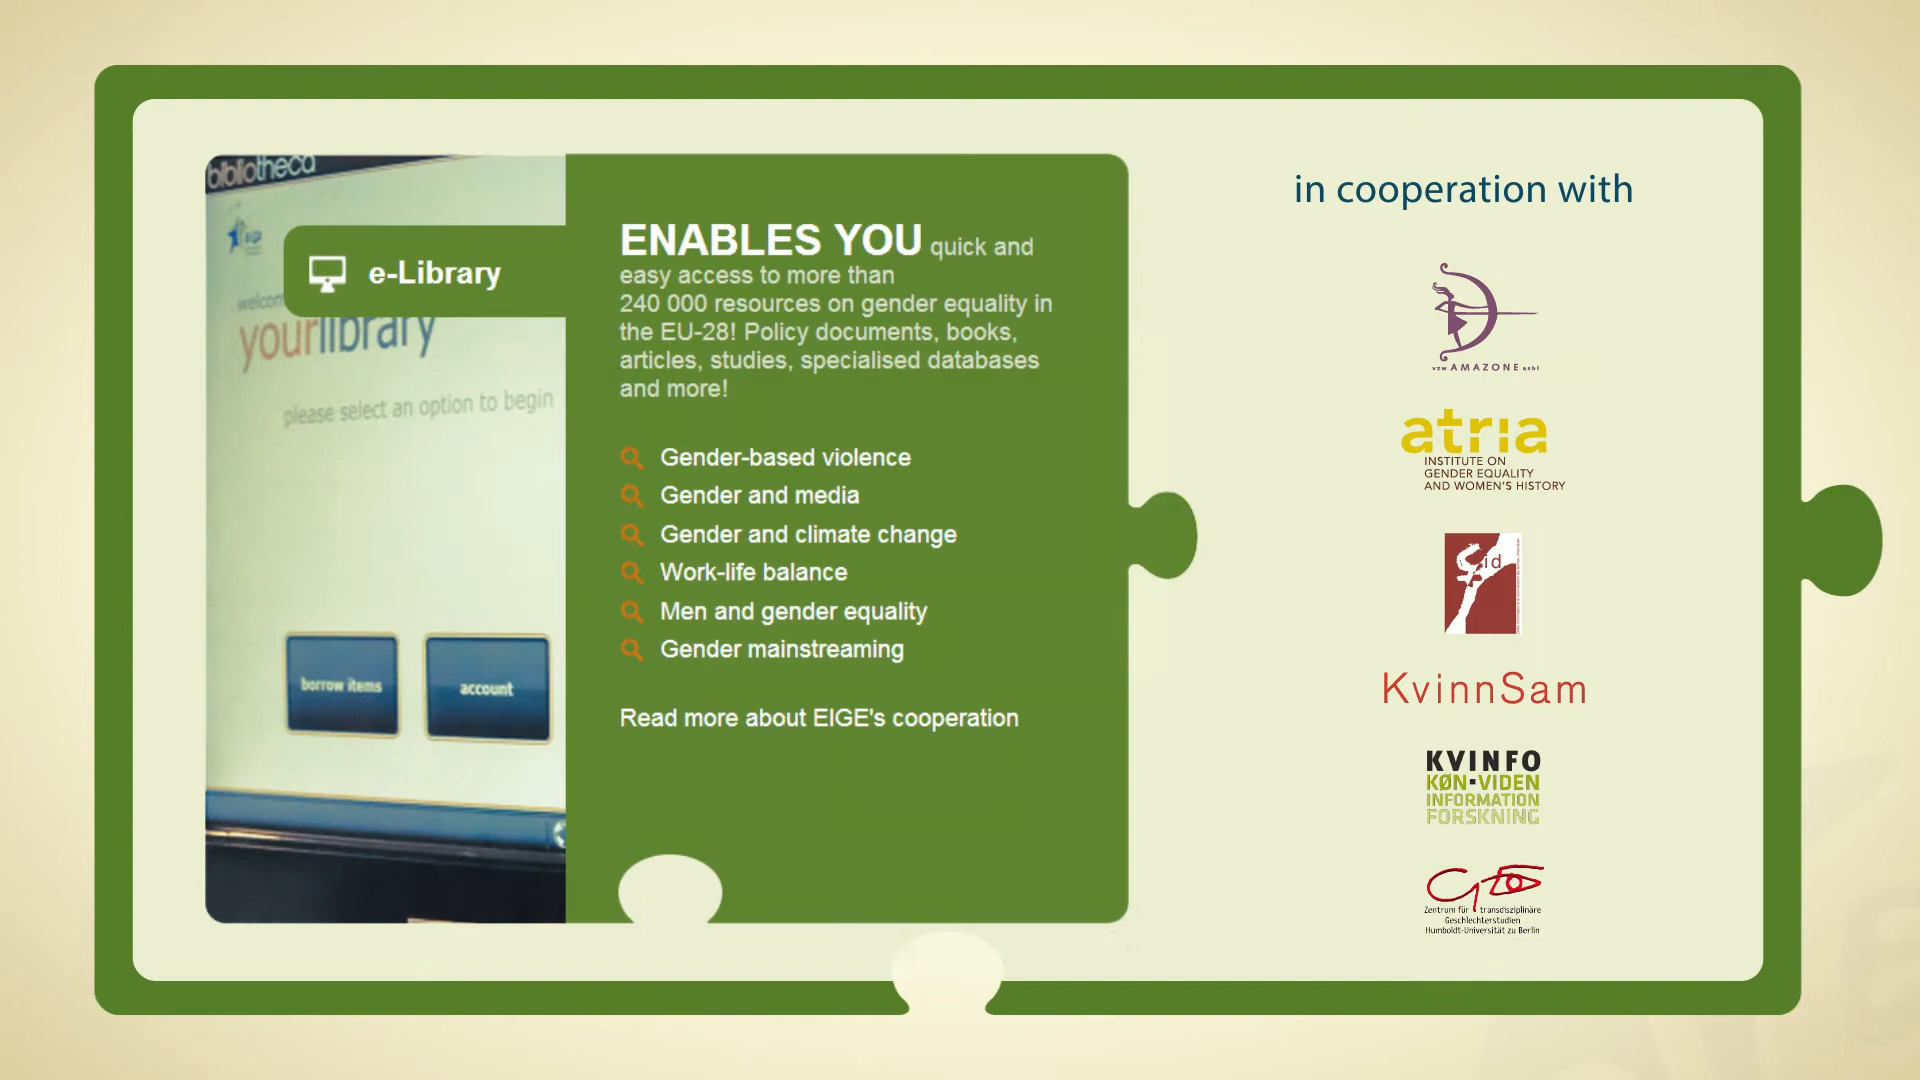 bibliotheca
eige
e-Library
yourlibrary
please select an option to begin
borrow items
account
ENABLES YOU quick and
easy access to more than
240 000 resources on gender equality in
the EU-28! Policy documents, books,
articles, studies, specialised databases
and more!
Gender-based violence
Gender and media
Gender and climate change
Work-life balance
Men and gender equality
Gender mainstreaming
Read more about EIGE's cooperation
in cooperation with
vzw AMAZONE asbl
atria
INSTITUTE ON
GENDER EQUALITY
AND WOMEN'S HISTORY
cid
KvinnSam
KVINFO
KØN·VIDEN
INFORMATION
FORSKNING
Zentrum für transdisziplinäre
Geschlechterstudien
Humboldt-Universität zu Berlin